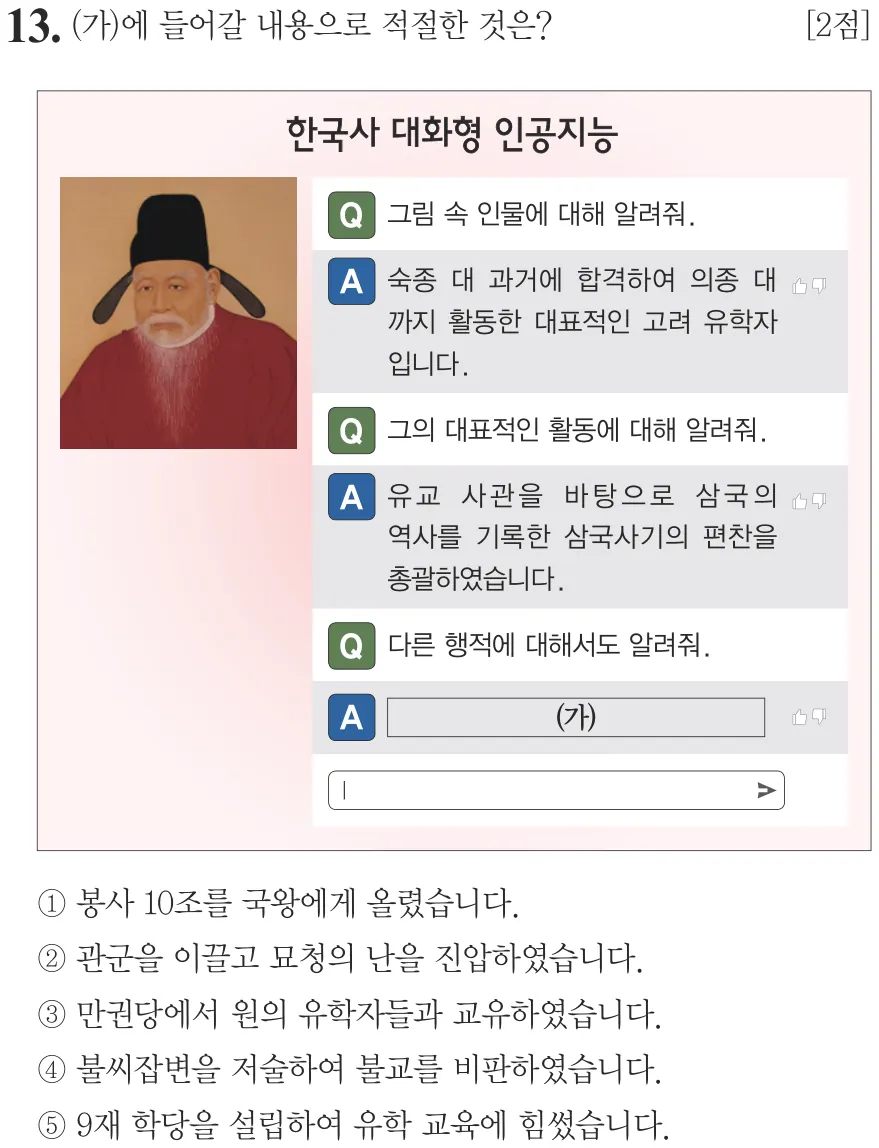 13. (가)에 들어갈 내용으로 적절한 것은? [2점]
한국사 대화형 인공지능
Q 그림 속 인물에 대해 알려줘.
A 숙종 대 과거에 합격하여 의종 대
까지 활동한 대표적인 고려 유학자
입니다.
Q 그의 대표적인 활동에 대해 알려줘.
A 유교 사관을 바탕으로 삼국의
역사를 기록한 삼국사기의 편찬을
총괄하였습니다.
Q 다른 행적에 대해서도 알려줘.
A (가)
① 봉사 10조를 국왕에게 올렸습니다.
② 관군을 이끌고 묘청의 난을 진압하였습니다.
③ 만권당에서 원의 유학자들과 교유하였습니다.
④ 불씨잡변을 저술하여 불교를 비판하였습니다.
⑤ 9재 학당을 설립하여 유학 교육에 힘썼습니다.